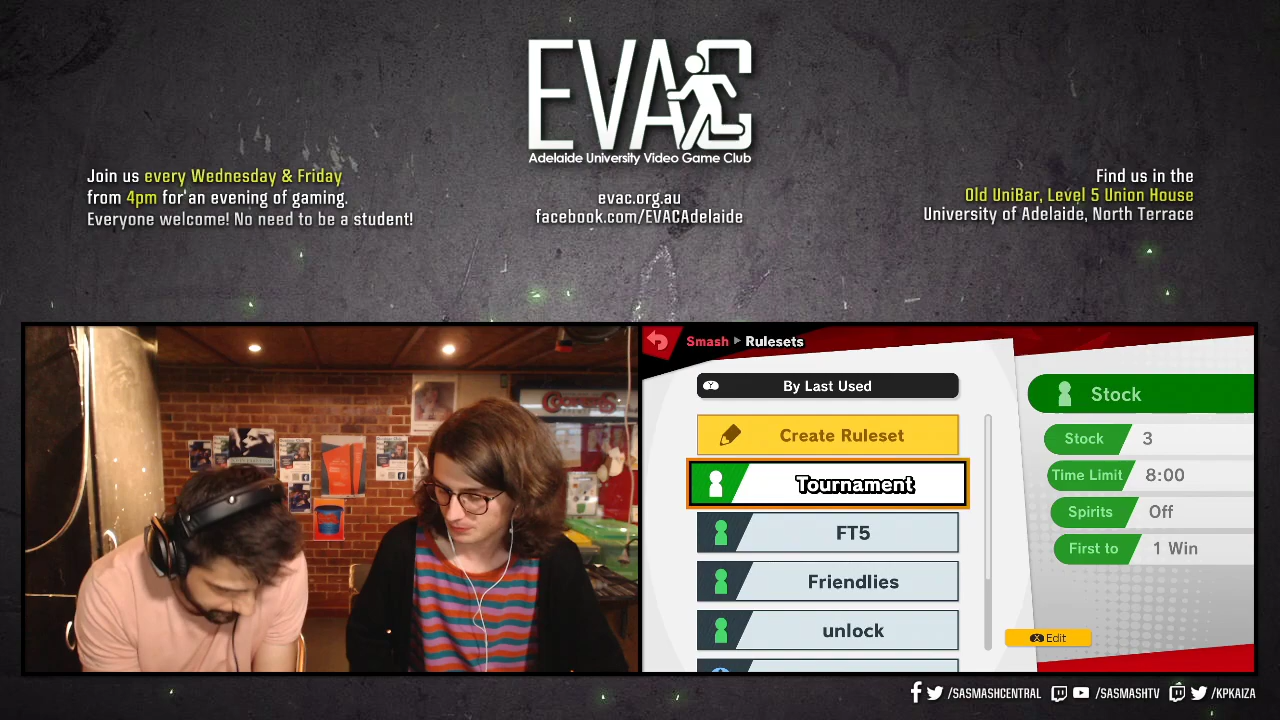 EVAC
Adelaide University Video Game Club
Join us every Wednesday & Friday
from 4pm for an evening of gaming.
Everyone welcome! No need to be a student!
evac.org.au
facebook.com/EVACAdelaide
Find us in the
Old UniBar, Level 5 Union House
University of Adelaide, North Terrace
COOPERS
Smash ▸ Rulesets
Y
By Last Used
Create Ruleset
Tournament
FT5
Friendlies
unlock
Stock
Stock 3
Time Limit 8:00
Spirits Off
First to 1 Win
X Edit
/SASMASHCENTRAL
/SASMASHTV
/KPKAIZA